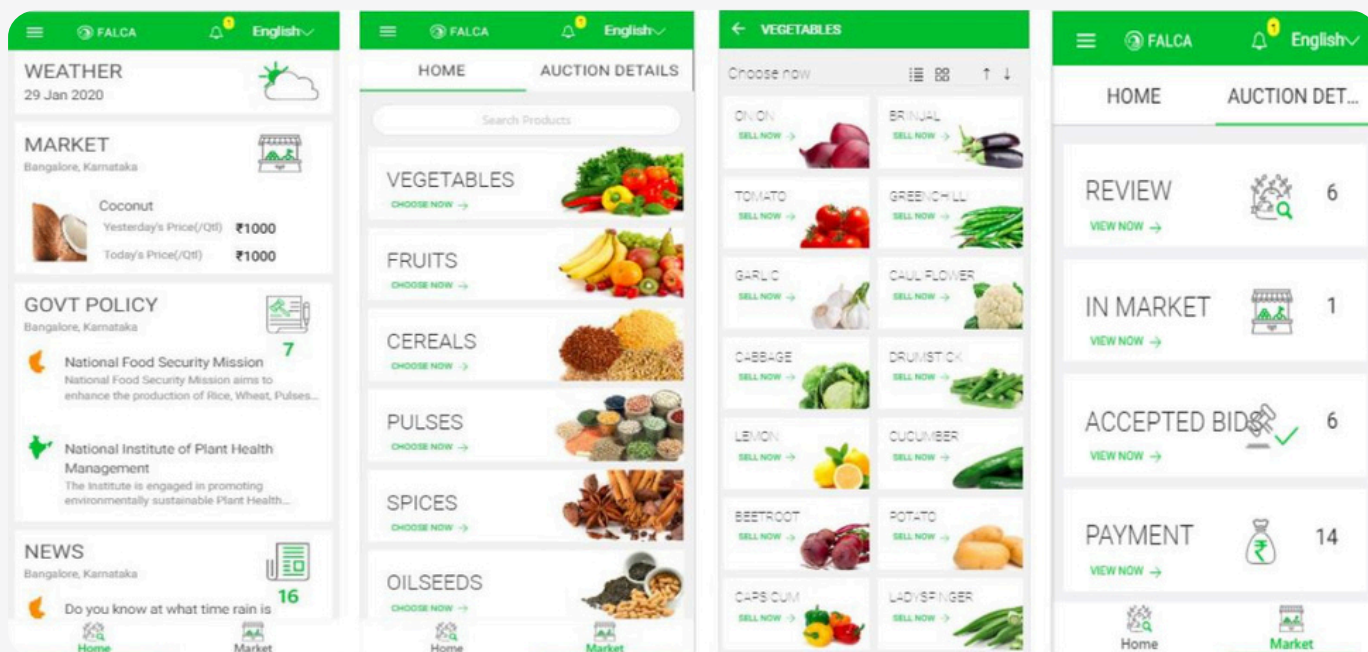 FALCA
1
English
WEATHER
29 Jan 2020
MARKET
Bangalore, Karnataka
Coconut
Yesterday's Price(/Qtl) ₹1000
Today's Price(/Qtl) ₹1000
GOVT POLICY
Bangalore, Karnataka
7
National Food Security Mission
National Food Security Mission aims to
enhance the production of Rice, Wheat, Pulses...
National Institute of Plant Health
Management
The Institute is engaged in promoting
environmentally sustainable Plant Health...
NEWS
Bangalore, Karnataka
16
Do you know at what time rain is
Home Market
FALCA
1
English
HOME AUCTION DETAILS
Search Products
VEGETABLES
CHOOSE NOW →
FRUITS
CHOOSE NOW →
CEREALS
CHOOSE NOW →
PULSES
CHOOSE NOW →
SPICES
CHOOSE NOW →
OILSEEDS
CHOOSE NOW →
Home Market
← VEGETABLES
Choose now ↑ ↓
ONION BRINJAL
SELL NOW → SELL NOW →
TOMATO GREENCHILLI
SELL NOW → SELL NOW →
GARLIC CAULIFLOWER
SELL NOW → SELL NOW →
CABBAGE DRUMSTICK
SELL NOW → SELL NOW →
LEMON CUCUMBER
SELL NOW → SELL NOW →
BEETROOT POTATO
SELL NOW → SELL NOW →
CAPSICUM LADYSFINGER
SELL NOW → SELL NOW →
FALCA
1
English
HOME AUCTION DET...
REVIEW 6
VIEW NOW →
IN MARKET 1
VIEW NOW →
ACCEPTED BIDS 6
VIEW NOW →
PAYMENT 14
VIEW NOW →
Home Market